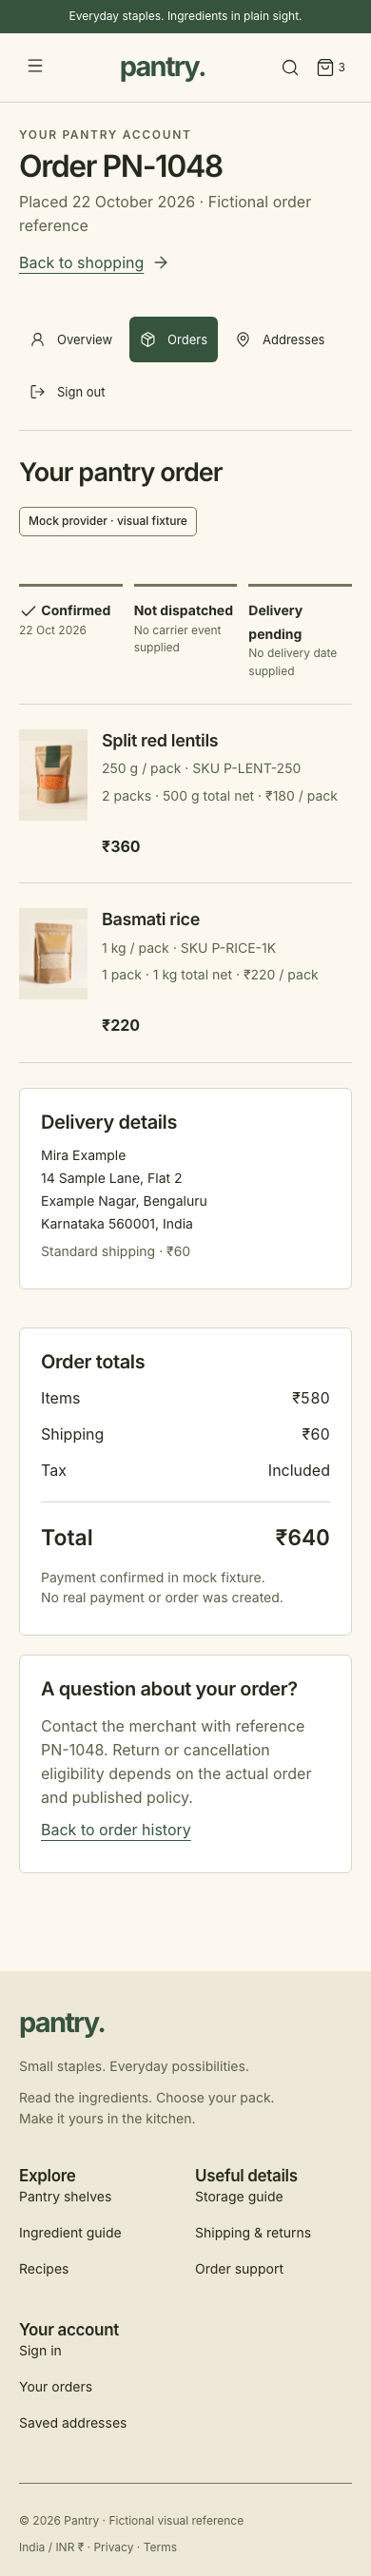 Everyday staples. Ingredients in plain sight.
pantry.
3
YOUR PANTRY ACCOUNT
Order PN-1048
Placed 22 October 2026 · Fictional order
reference
Back to shopping →
Overview
Orders
Addresses
Sign out
Your pantry order
Mock provider · visual fixture
Confirmed
22 Oct 2026
Not dispatched
No carrier event
supplied
Delivery
pending
No delivery date
supplied
Split red lentils
250 g / pack · SKU P-LENT-250
2 packs · 500 g total net · ₹180 / pack
₹360
Basmati rice
1 kg / pack · SKU P-RICE-1K
1 pack · 1 kg total net · ₹220 / pack
₹220
Delivery details
Mira Example
14 Sample Lane, Flat 2
Example Nagar, Bengaluru
Karnataka 560001, India
Standard shipping · ₹60
Order totals
Items ₹580
Shipping ₹60
Tax Included
Total ₹640
Payment confirmed in mock fixture.
No real payment or order was created.
A question about your order?
Contact the merchant with reference
PN-1048. Return or cancellation
eligibility depends on the actual order
and published policy.
Back to order history
pantry.
Small staples. Everyday possibilities.
Read the ingredients. Choose your pack.
Make it yours in the kitchen.
Explore
Pantry shelves
Ingredient guide
Recipes
Useful details
Storage guide
Shipping & returns
Order support
Your account
Sign in
Your orders
Saved addresses
© 2026 Pantry · Fictional visual reference
India / INR ₹ · Privacy · Terms